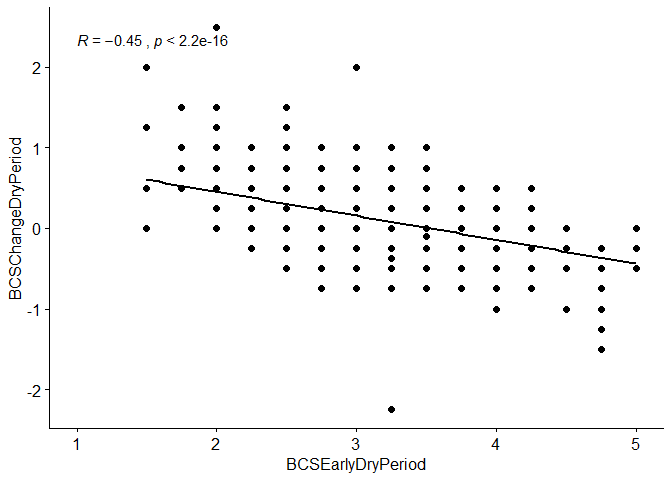 R = −0.45 , p < 2.2e-16
2
1
0
-1
-2
BCSChangeDryPeriod
1 2 3 4 5
BCSEarlyDryPeriod